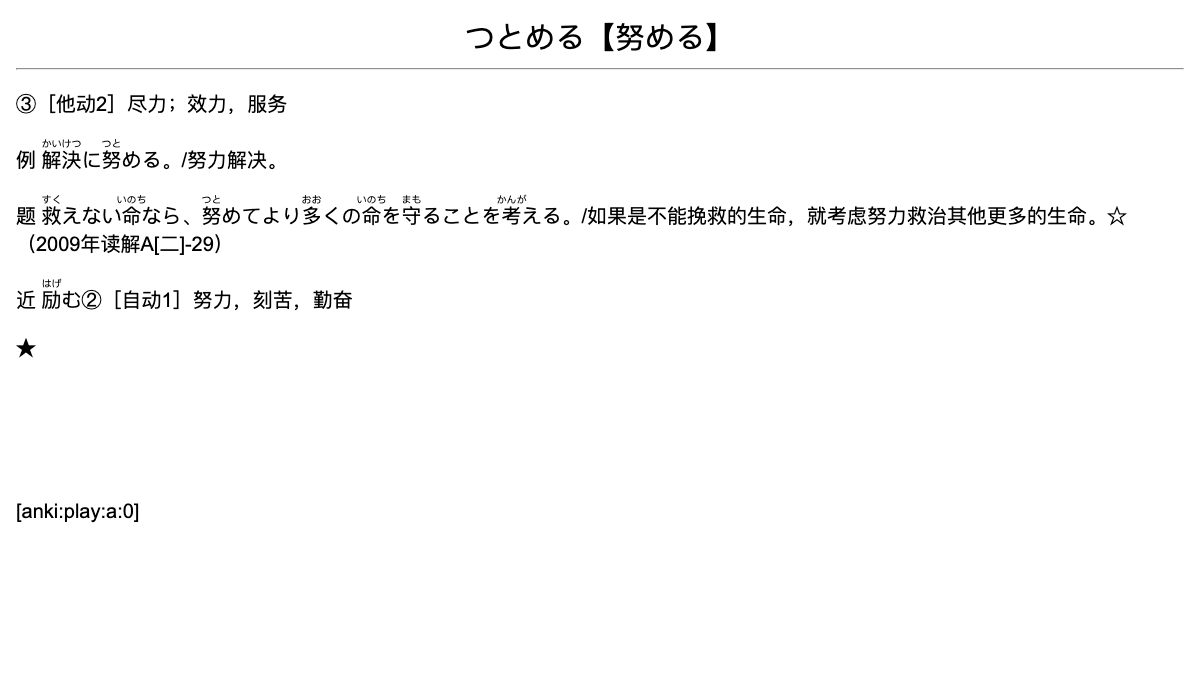 つとめる【努める】
③［他动2］尽力；效力，服务
かいけつ つと
例 解決に努める。/努力解决。
すく いのち つと おお いのち まも かんが
题 救えない命なら、努めてより多くの命を守ることを考える。/如果是不能挽救的生命，就考虑努力救治其他更多的生命。☆
（2009年读解A[二]-29）
はげ
近 励む②［自动1］努力，刻苦，勤奋
★
[anki:play:a:0]